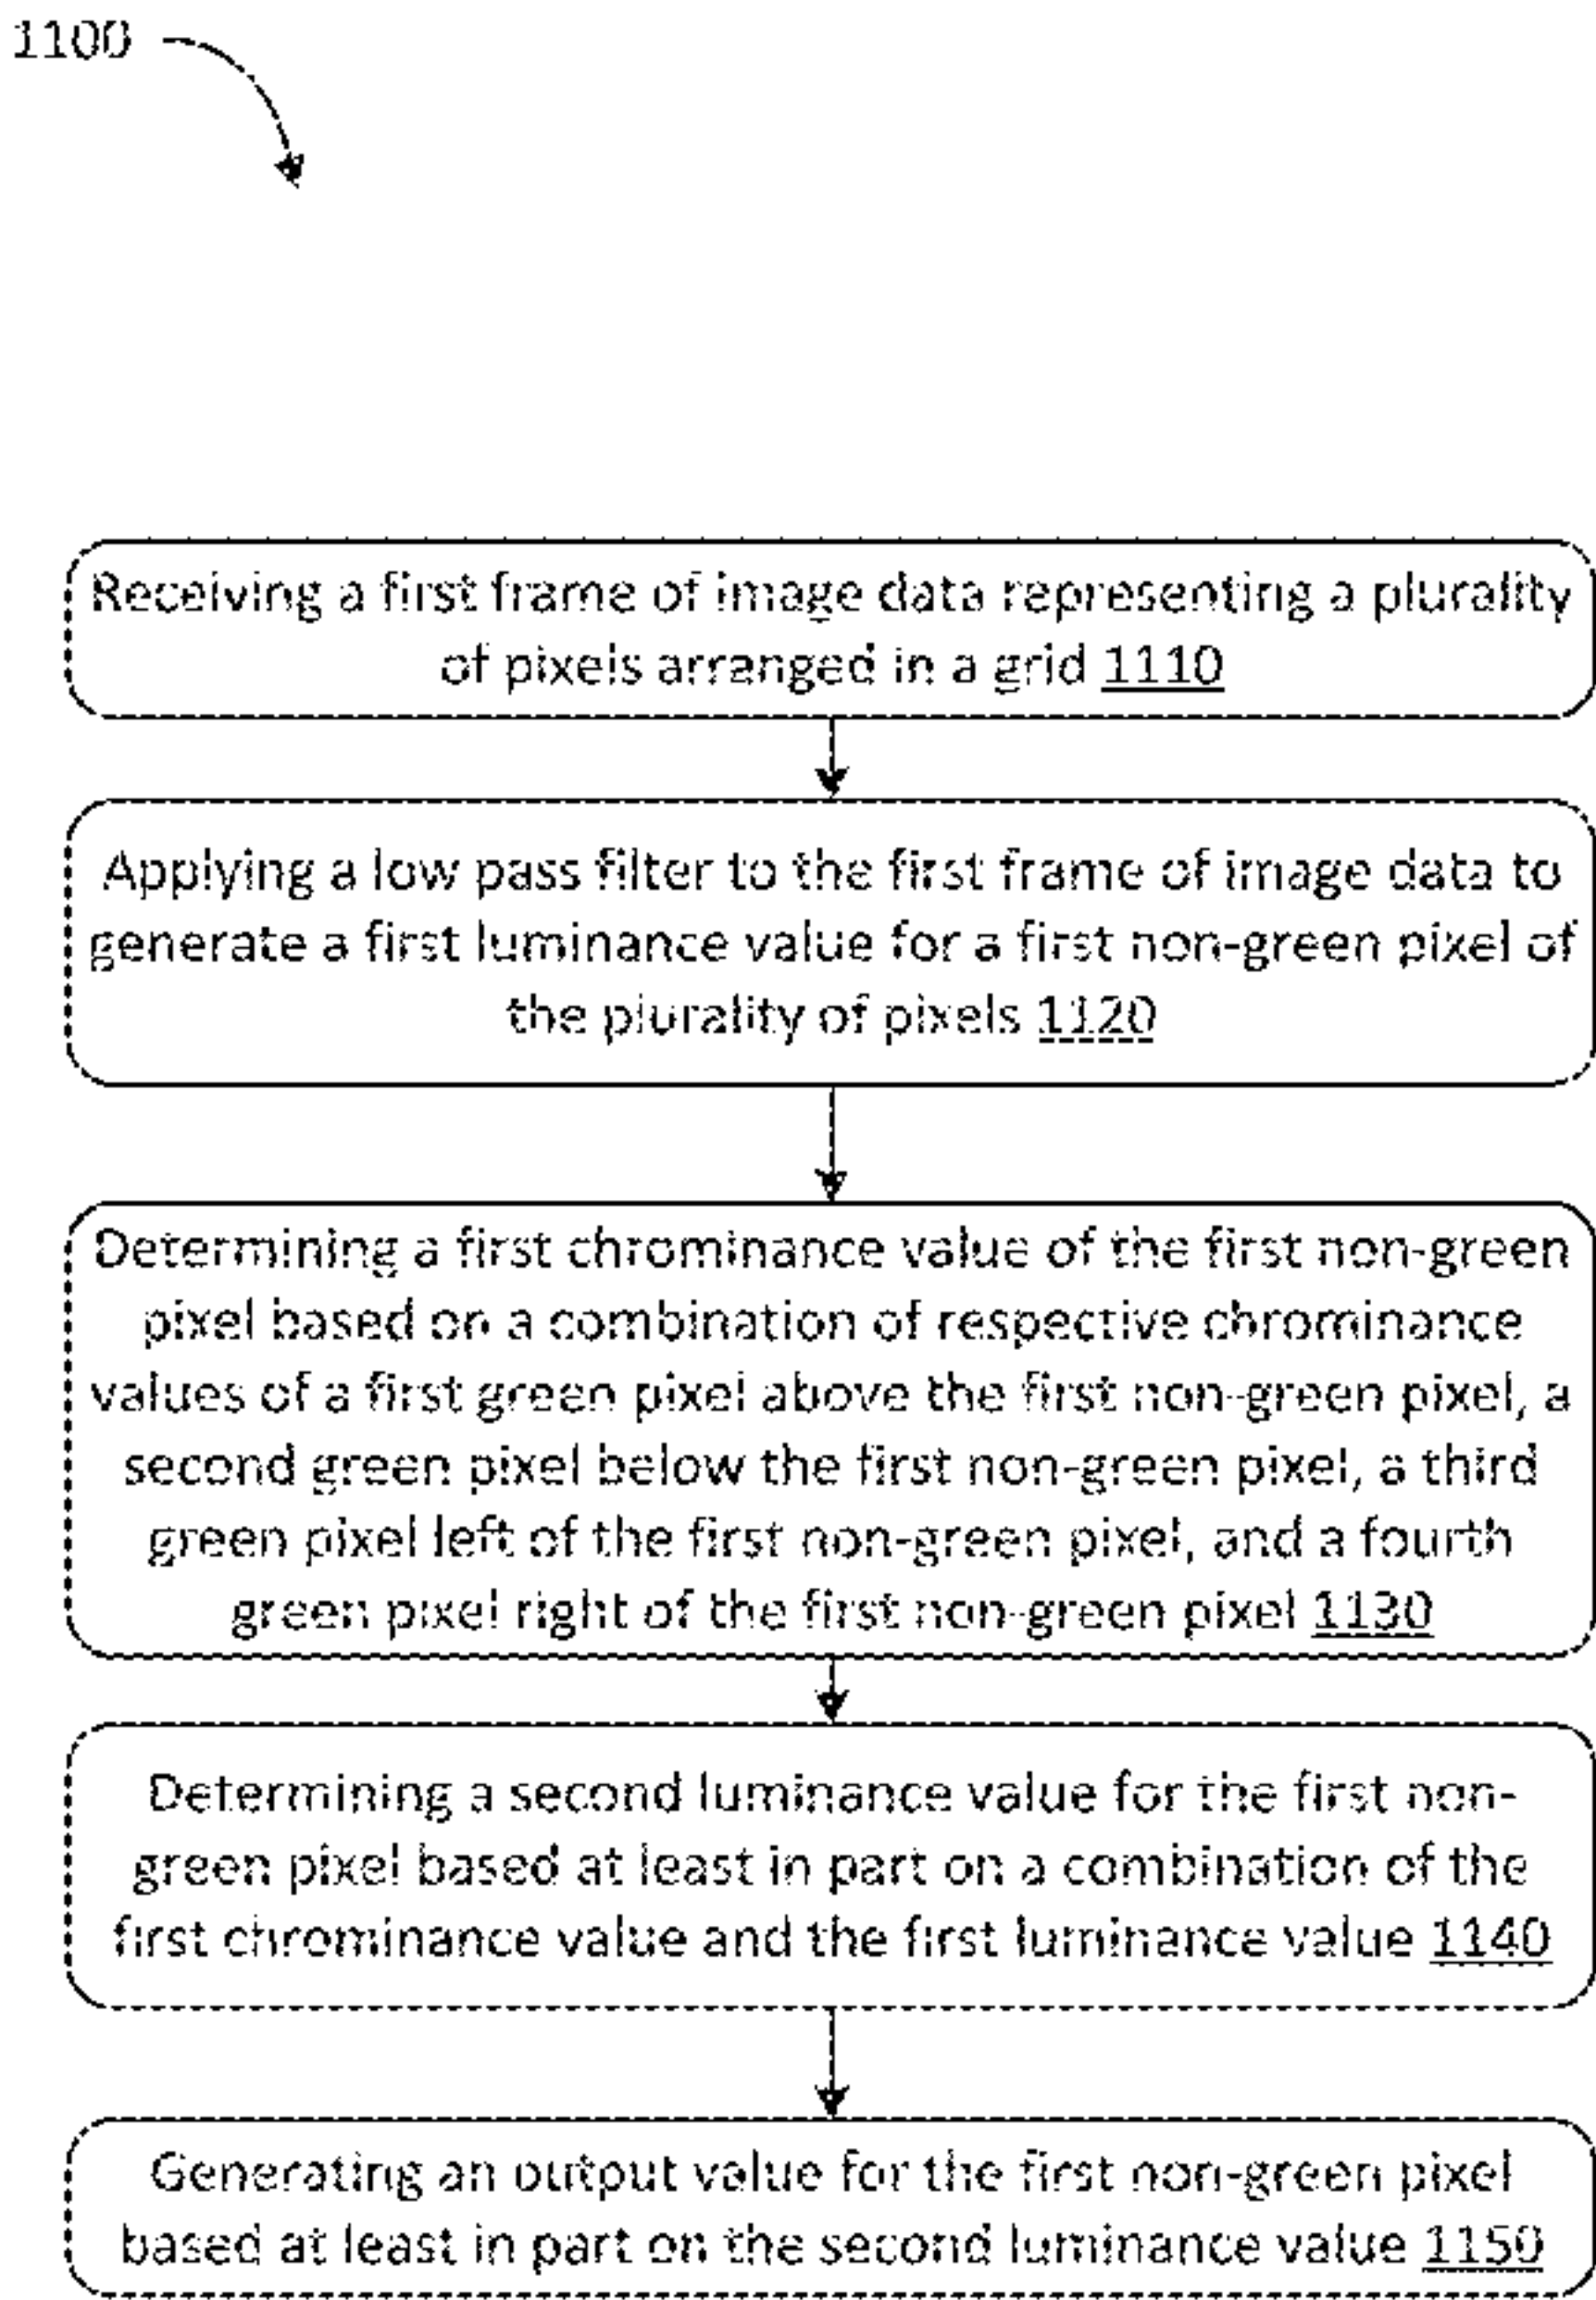 1100
Receiving a first frame of image data representing a plurality
of pixels arranged in a grid 1110
Applying a low pass filter to the first frame of image data to
generate a first luminance value for a first non-green pixel of
the plurality of pixels 1120
Determining a first chrominance value of the first non-green
pixel based on a combination of respective chrominance
values of a first green pixel above the first non-green pixel, a
second green pixel below the first non-green pixel, a third
green pixel left of the first non-green pixel, and a fourth
green pixel right of the first non-green pixel 1130
Determining a second luminance value for the first non-
green pixel based at least in part on a combination of the
first chrominance value and the first luminance value 1140
Generating an output value for the first non-green pixel
based at least in part on the second luminance value 1150